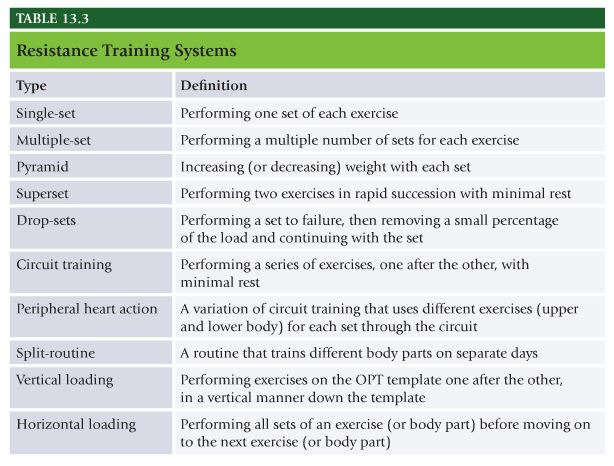 TABLE 13.3
Resistance Training Systems
Type Definition
Single-set Performing one set of each exercise
Multiple-set Performing a multiple number of sets for each exercise
Pyramid Increasing (or decreasing) weight with each set
Superset Performing two exercises in rapid succession with minimal rest
Drop-sets Performing a set to failure, then removing a small percentage
of the load and continuing with the set
Circuit training Performing a series of exercises, one after the other, with
minimal rest
Peripheral heart action A variation of circuit training that uses different exercises (upper
and lower body) for each set through the circuit
Split-routine A routine that trains different body parts on separate days
Vertical loading Performing exercises on the OPT template one after the other,
in a vertical manner down the template
Horizontal loading Performing all sets of an exercise (or body part) before moving on
to the next exercise (or body part)